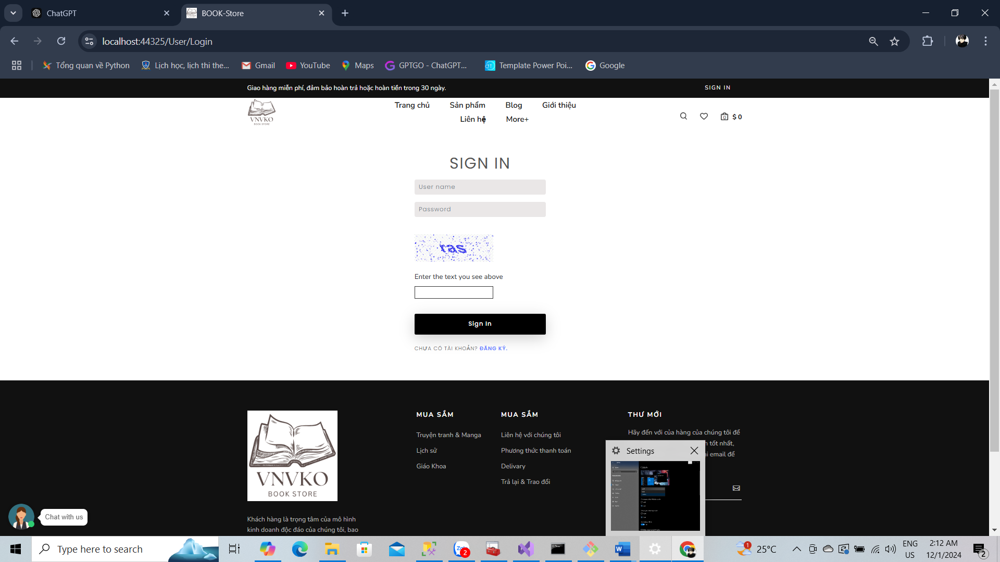 ChatGPT
BOOK-Store
localhost:44325/User/Login
Tổng quan về Python
Lịch học, lịch thi the...
Gmail
YouTube
Maps
GPTGO - ChatGPT...
Template Power Poi...
Google
Giao hàng miễn phí, đảm bảo hoàn trả hoặc hoàn tiền trong 30 ngày.
SIGN IN
VNVKO
BOOK STORE
Trang chủ
Sản phẩm
Blog
Giới thiệu
Liên hệ
More+
0
$ 0
SIGN IN
User name
Password
Enter the text you see above
Sign In
CHƯA CÓ TÀI KHOẢN? ĐĂNG KÝ.
VNVKO
BOOK STORE
Khách hàng là trọng tâm của mô hình
kinh doanh độc đáo của chúng tôi, bao
MUA SẮM
Truyện tranh & Manga
Lịch sử
Giáo Khoa
MUA SẮM
Liên hệ với chúng tôi
Phương thức thanh toán
Delivary
Trả lại & Trao đổi
THƯ MỚI
Hãy đến với của hàng của chúng tôi để
tốt nhất,
email để
Settings
Chat with us
Type here to search
2
1
25°C
ENG
US
2:12 AM
12/1/2024
2